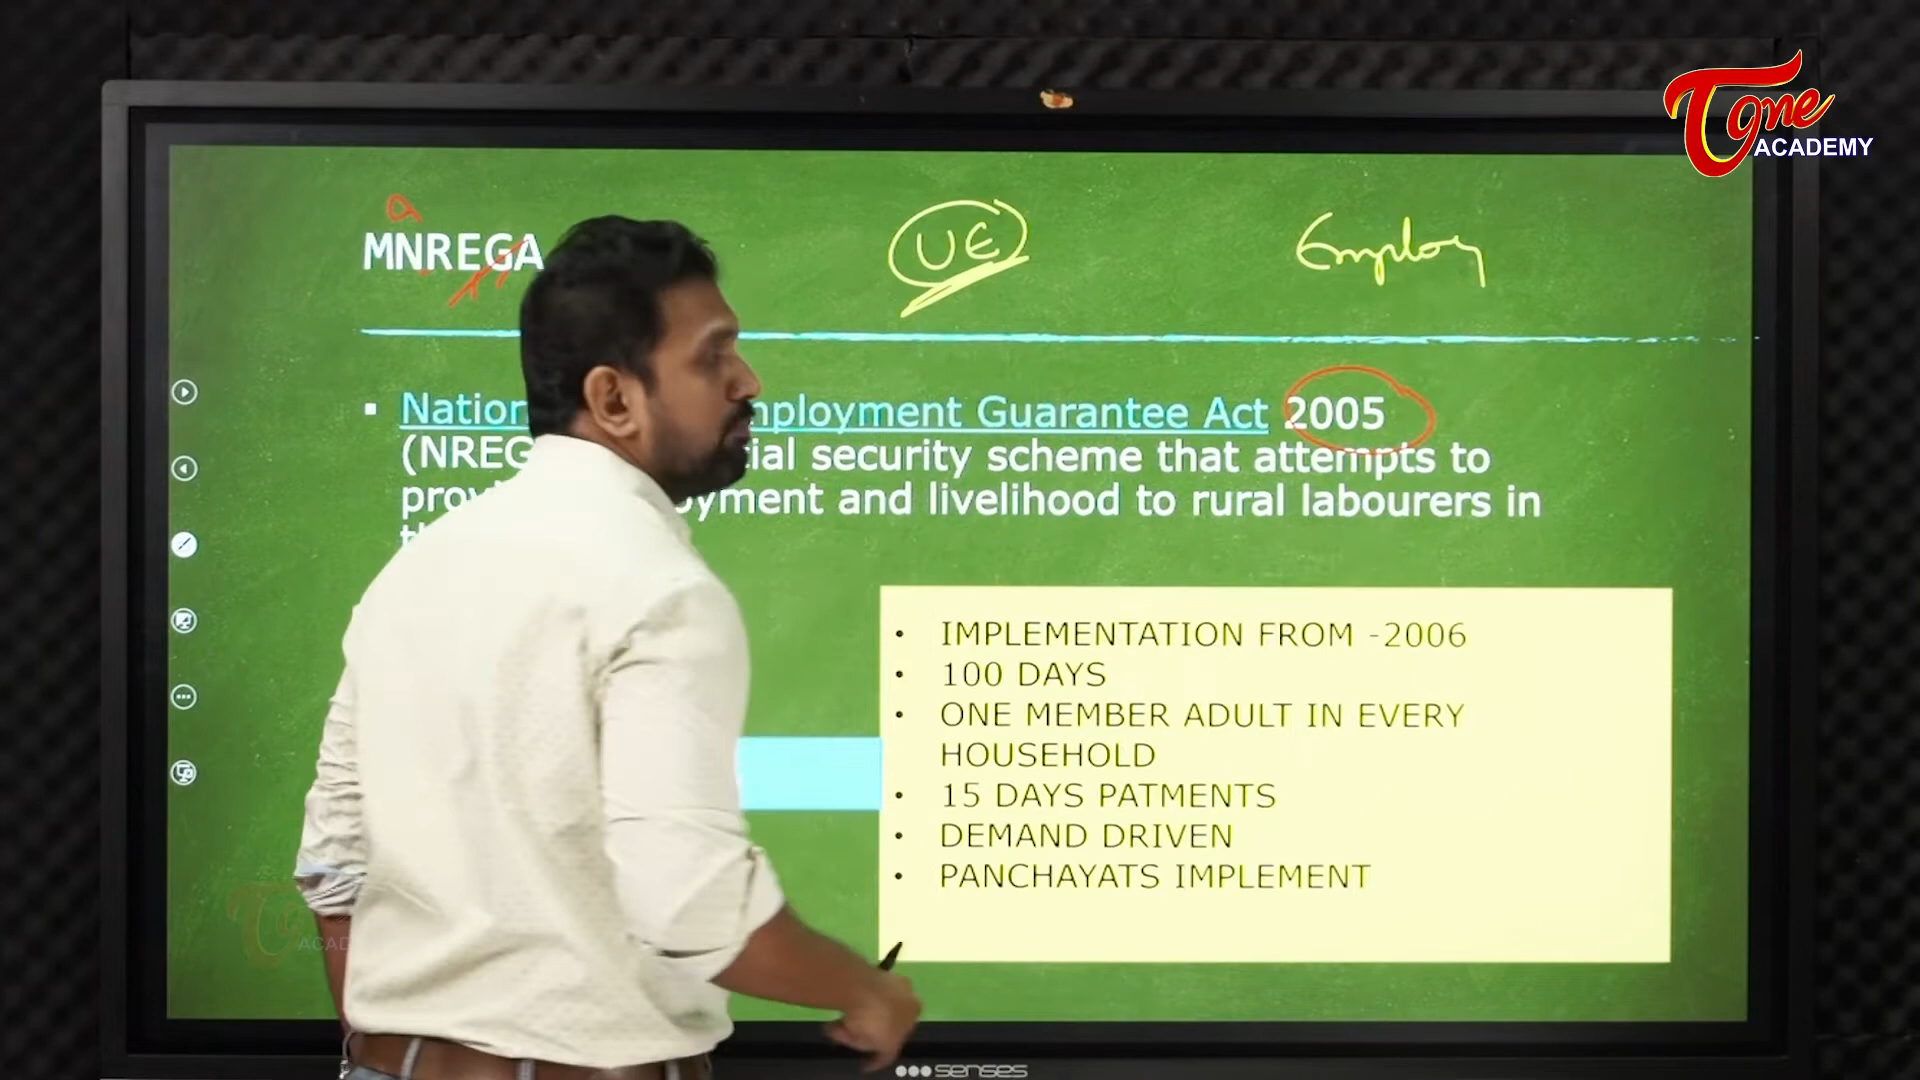 Tone
ACADEMY
a
MNREGA
UE
Employ
Nation mployment Guarantee Act 2005
(NREG ial security scheme that attempts to
prov oyment and livelihood to rural labourers in
• IMPLEMENTATION FROM -2006
• 100 DAYS
• ONE MEMBER ADULT IN EVERY
HOUSEHOLD
• 15 DAYS PATMENTS
• DEMAND DRIVEN
• PANCHAYATS IMPLEMENT
senses